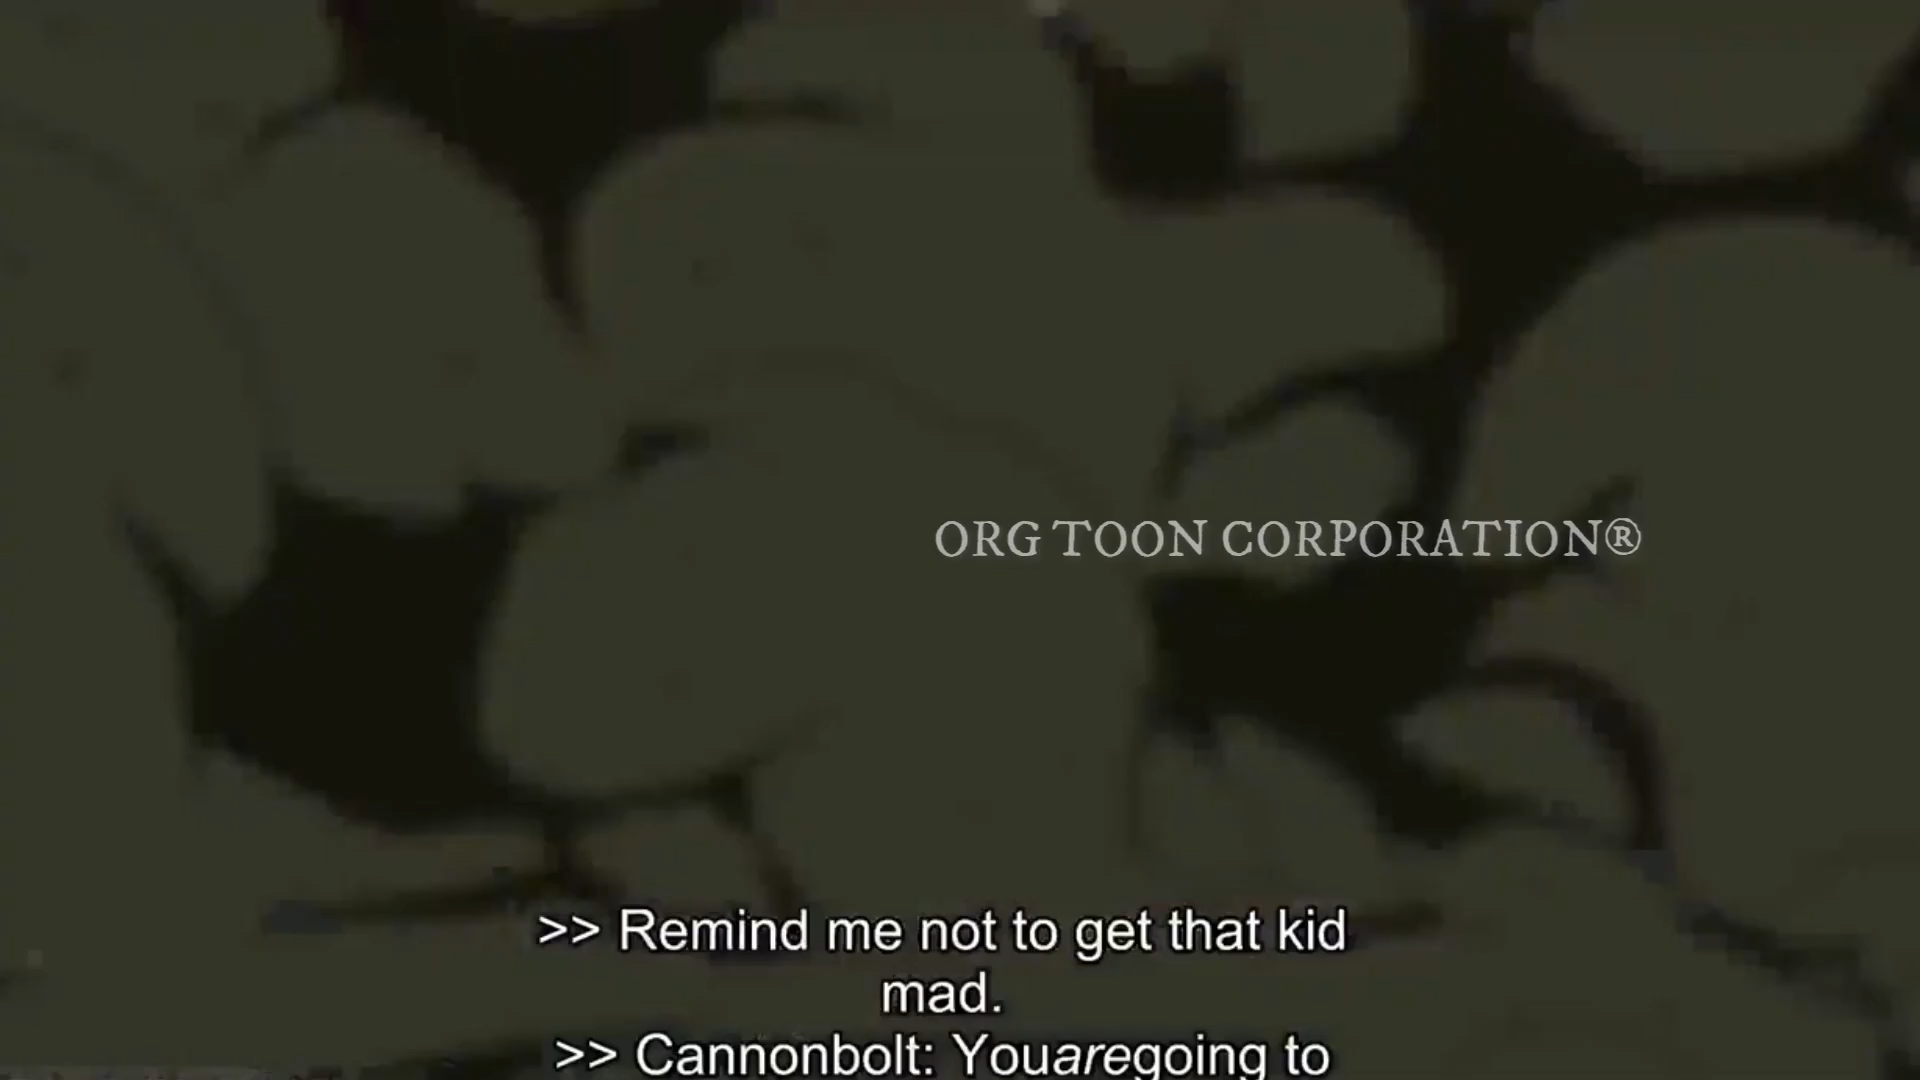 ORG TOON CORPORATION®
>> Remind me not to get that kid
mad.
>> Cannonbolt: Youaregoing to